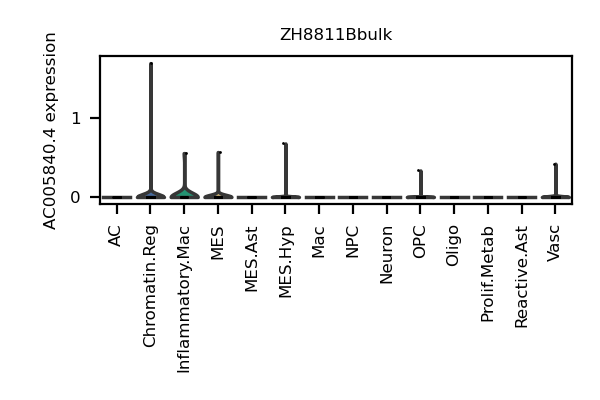 ZH8811Bbulk
AC005840.4 expression
1
0
AC
Chromatin.Reg
Inflammatory.Mac
MES
MES.Ast
MES.Hyp
Mac
NPC
Neuron
OPC
Oligo
Prolif.Metab
Reactive.Ast
Vasc